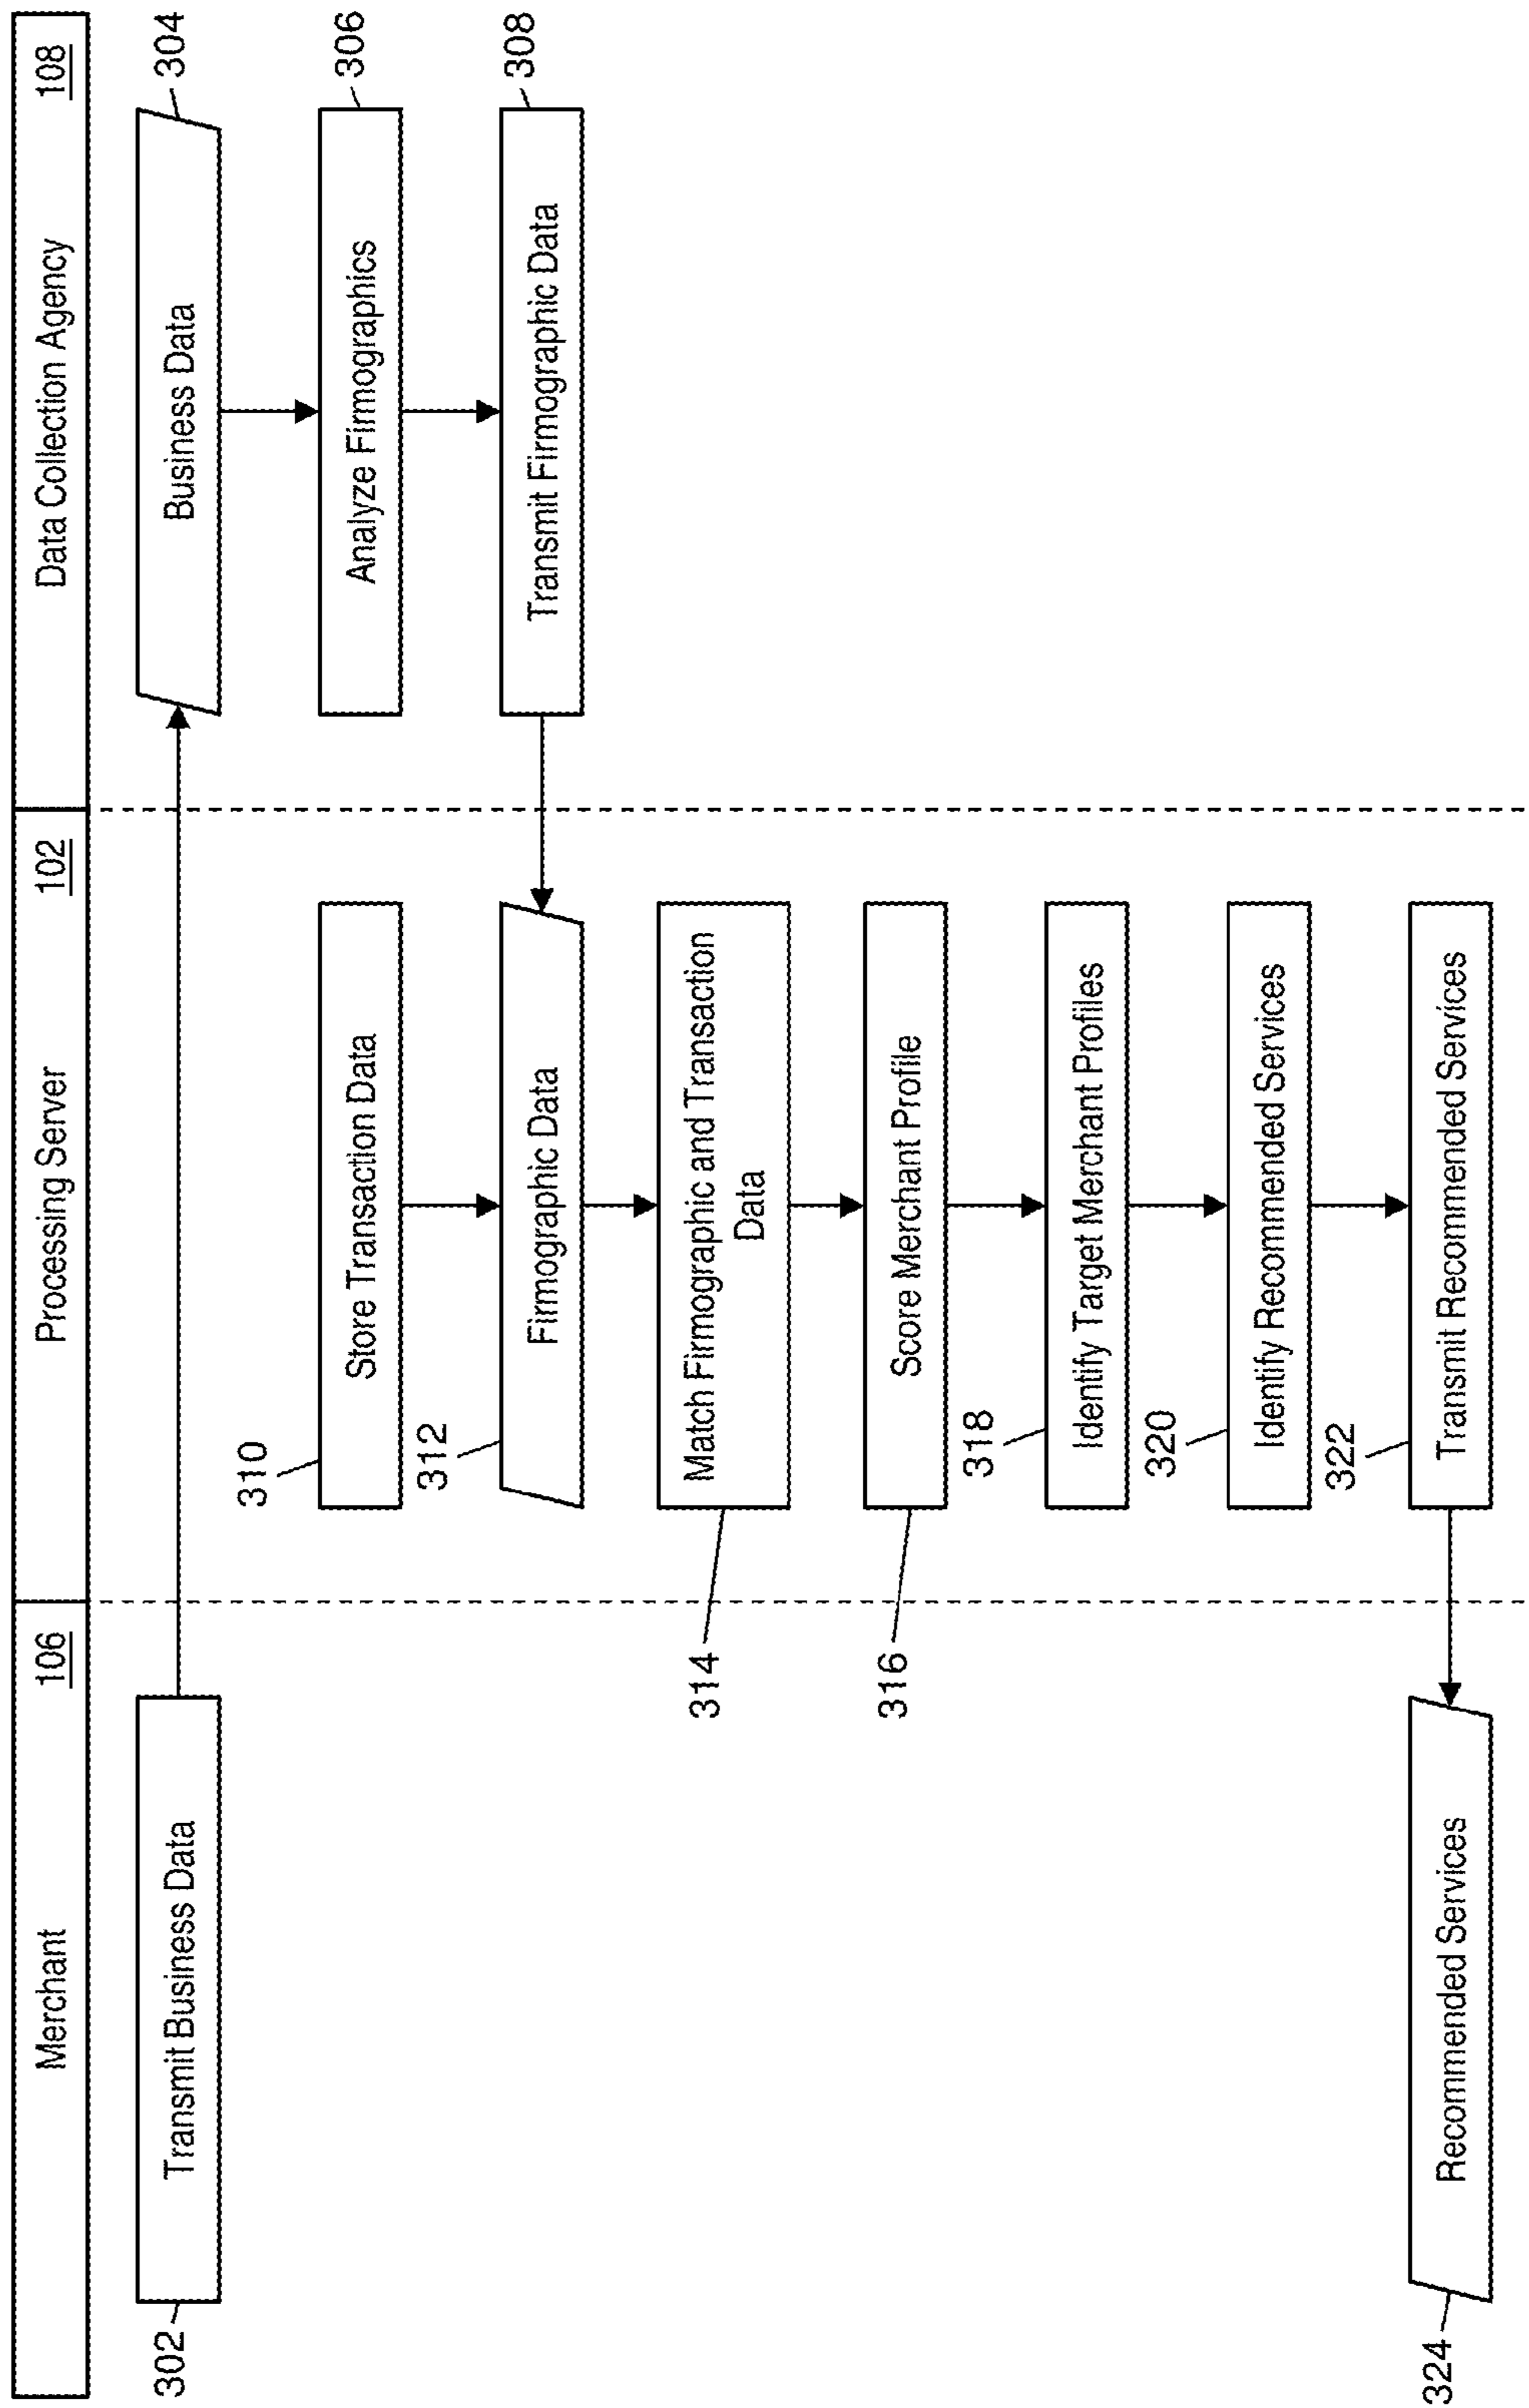 Merchant
106
Processing Server
102
Data Collection Agency
108
302
Transmit Business Data
Business Data
304
Analyze Firmographics
306
Transmit Firmographic Data
308
310
Store Transaction Data
312
Firmographic Data
314
Match Firmographic and Transaction
Data
316
Score Merchant Profile
318
Identify Target Merchant Profiles
320
Identify Recommended Services
322
Transmit Recommended Services
324
Recommended Services